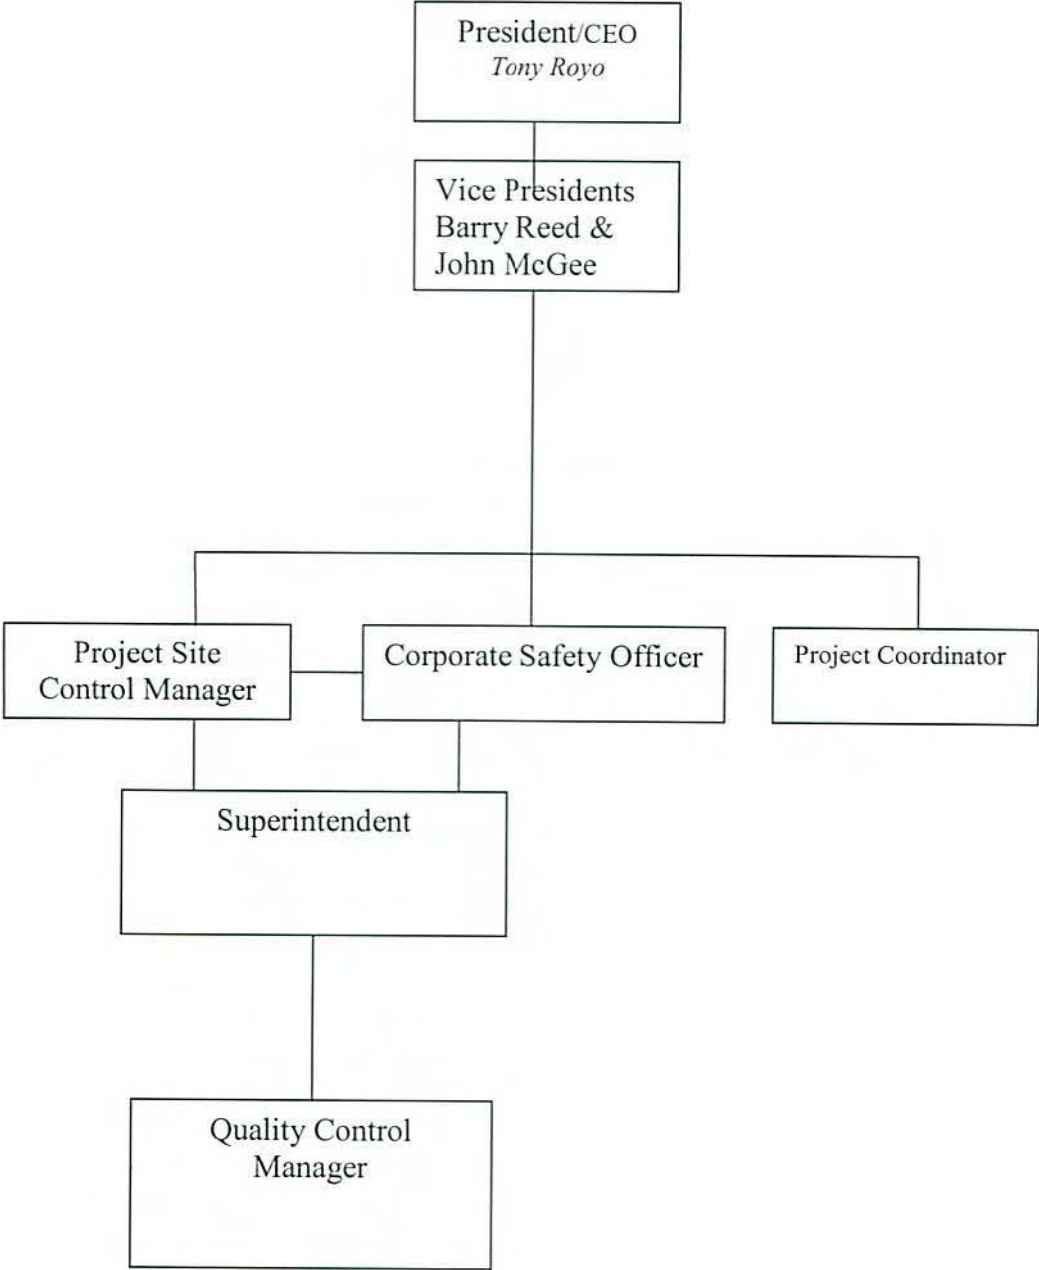 President/CEO
Tony Royo
Vice Presidents
Barry Reed &
John McGee
Project Site
Control Manager
Corporate Safety Officer
Project Coordinator
Superintendent
Quality Control
Manager